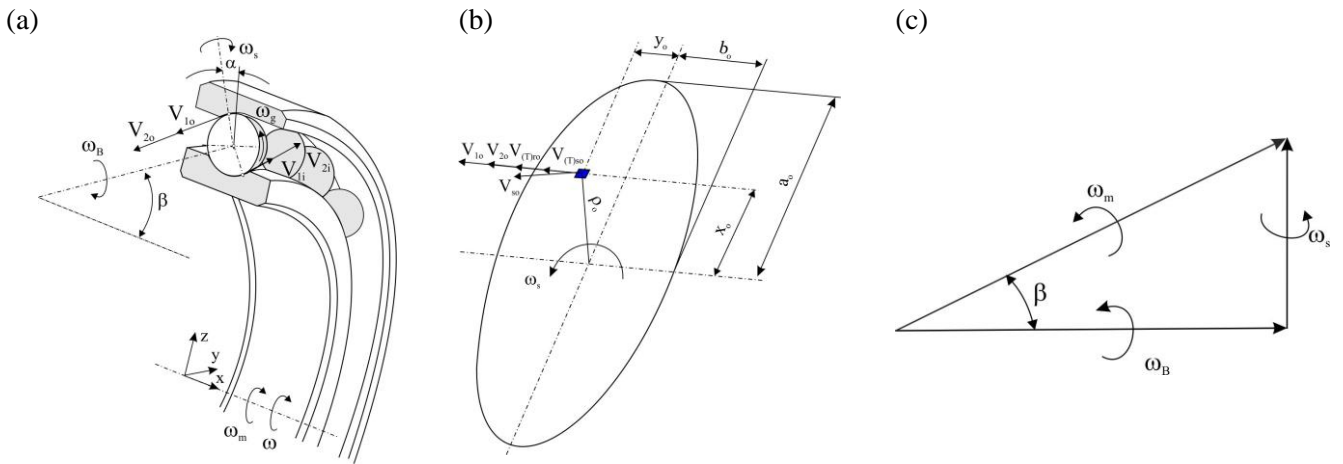 (a)
ω_s
α
V_1o
V_2o
ω_g
ω_B
V_2i
V_1i
β
z
y
x
ω_m
ω
(b)
y_o
b_o
V_1o V_2o V_(T)ro
V_(T)so
V_so
a_o
ρ_o
x_o
ω_s
(c)
ω_m
ω_s
β
ω_B